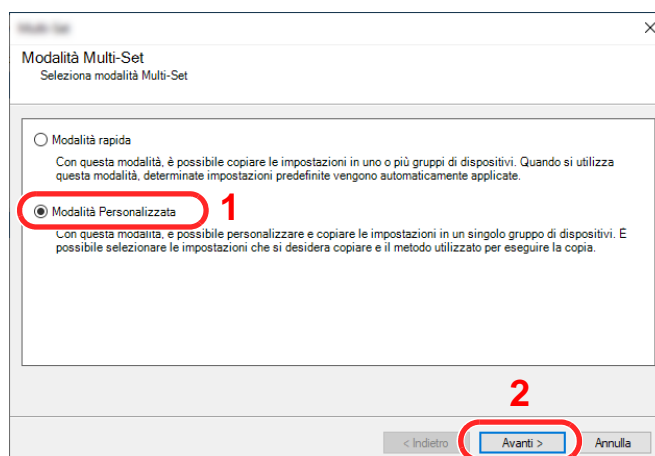 Multi-Set
Modalità Multi-Set
Seleziona modalità Multi-Set
Modalità rapida
Con questa modalità, è possibile copiare le impostazioni in uno o più gruppi di dispositivi. Quando si utilizza
questa modalità, determinate impostazioni predefinite vengono automaticamente applicate.
Modalità Personalizzata
1
Con questa modalità, è possibile personalizzare e copiare le impostazioni in un singolo gruppo di dispositivi. È
possibile selezionare le impostazioni che si desidera copiare e il metodo utilizzato per eseguire la copia.
2
< Indietro
Avanti >
Annulla